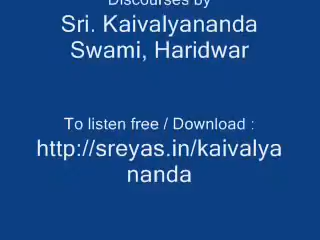 Discourses by
Sri. Kaivalyananda
Swami, Haridwar
To listen free / Download :
http://sreyas.in/kaivalya
nanda